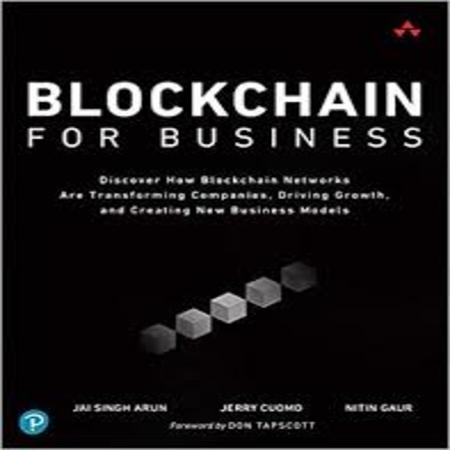 BLOCKCHAIN
FOR BUSINESS
Discover How Blockchain Networks
Are Transforming Companies, Driving Growth,
and Creating New Business Models
JAI SINGH ARUN JERRY CUOMO NITIN GAUR
Foreword by DON TAPSCOTT